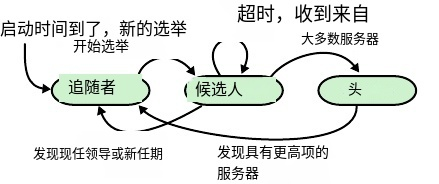 超时，收到来自
启动时间到了，新的选举
开始选举
大多数服务器
追随者
候选人
头
发现现任领导或新任期
发现具有更高项的
服务器